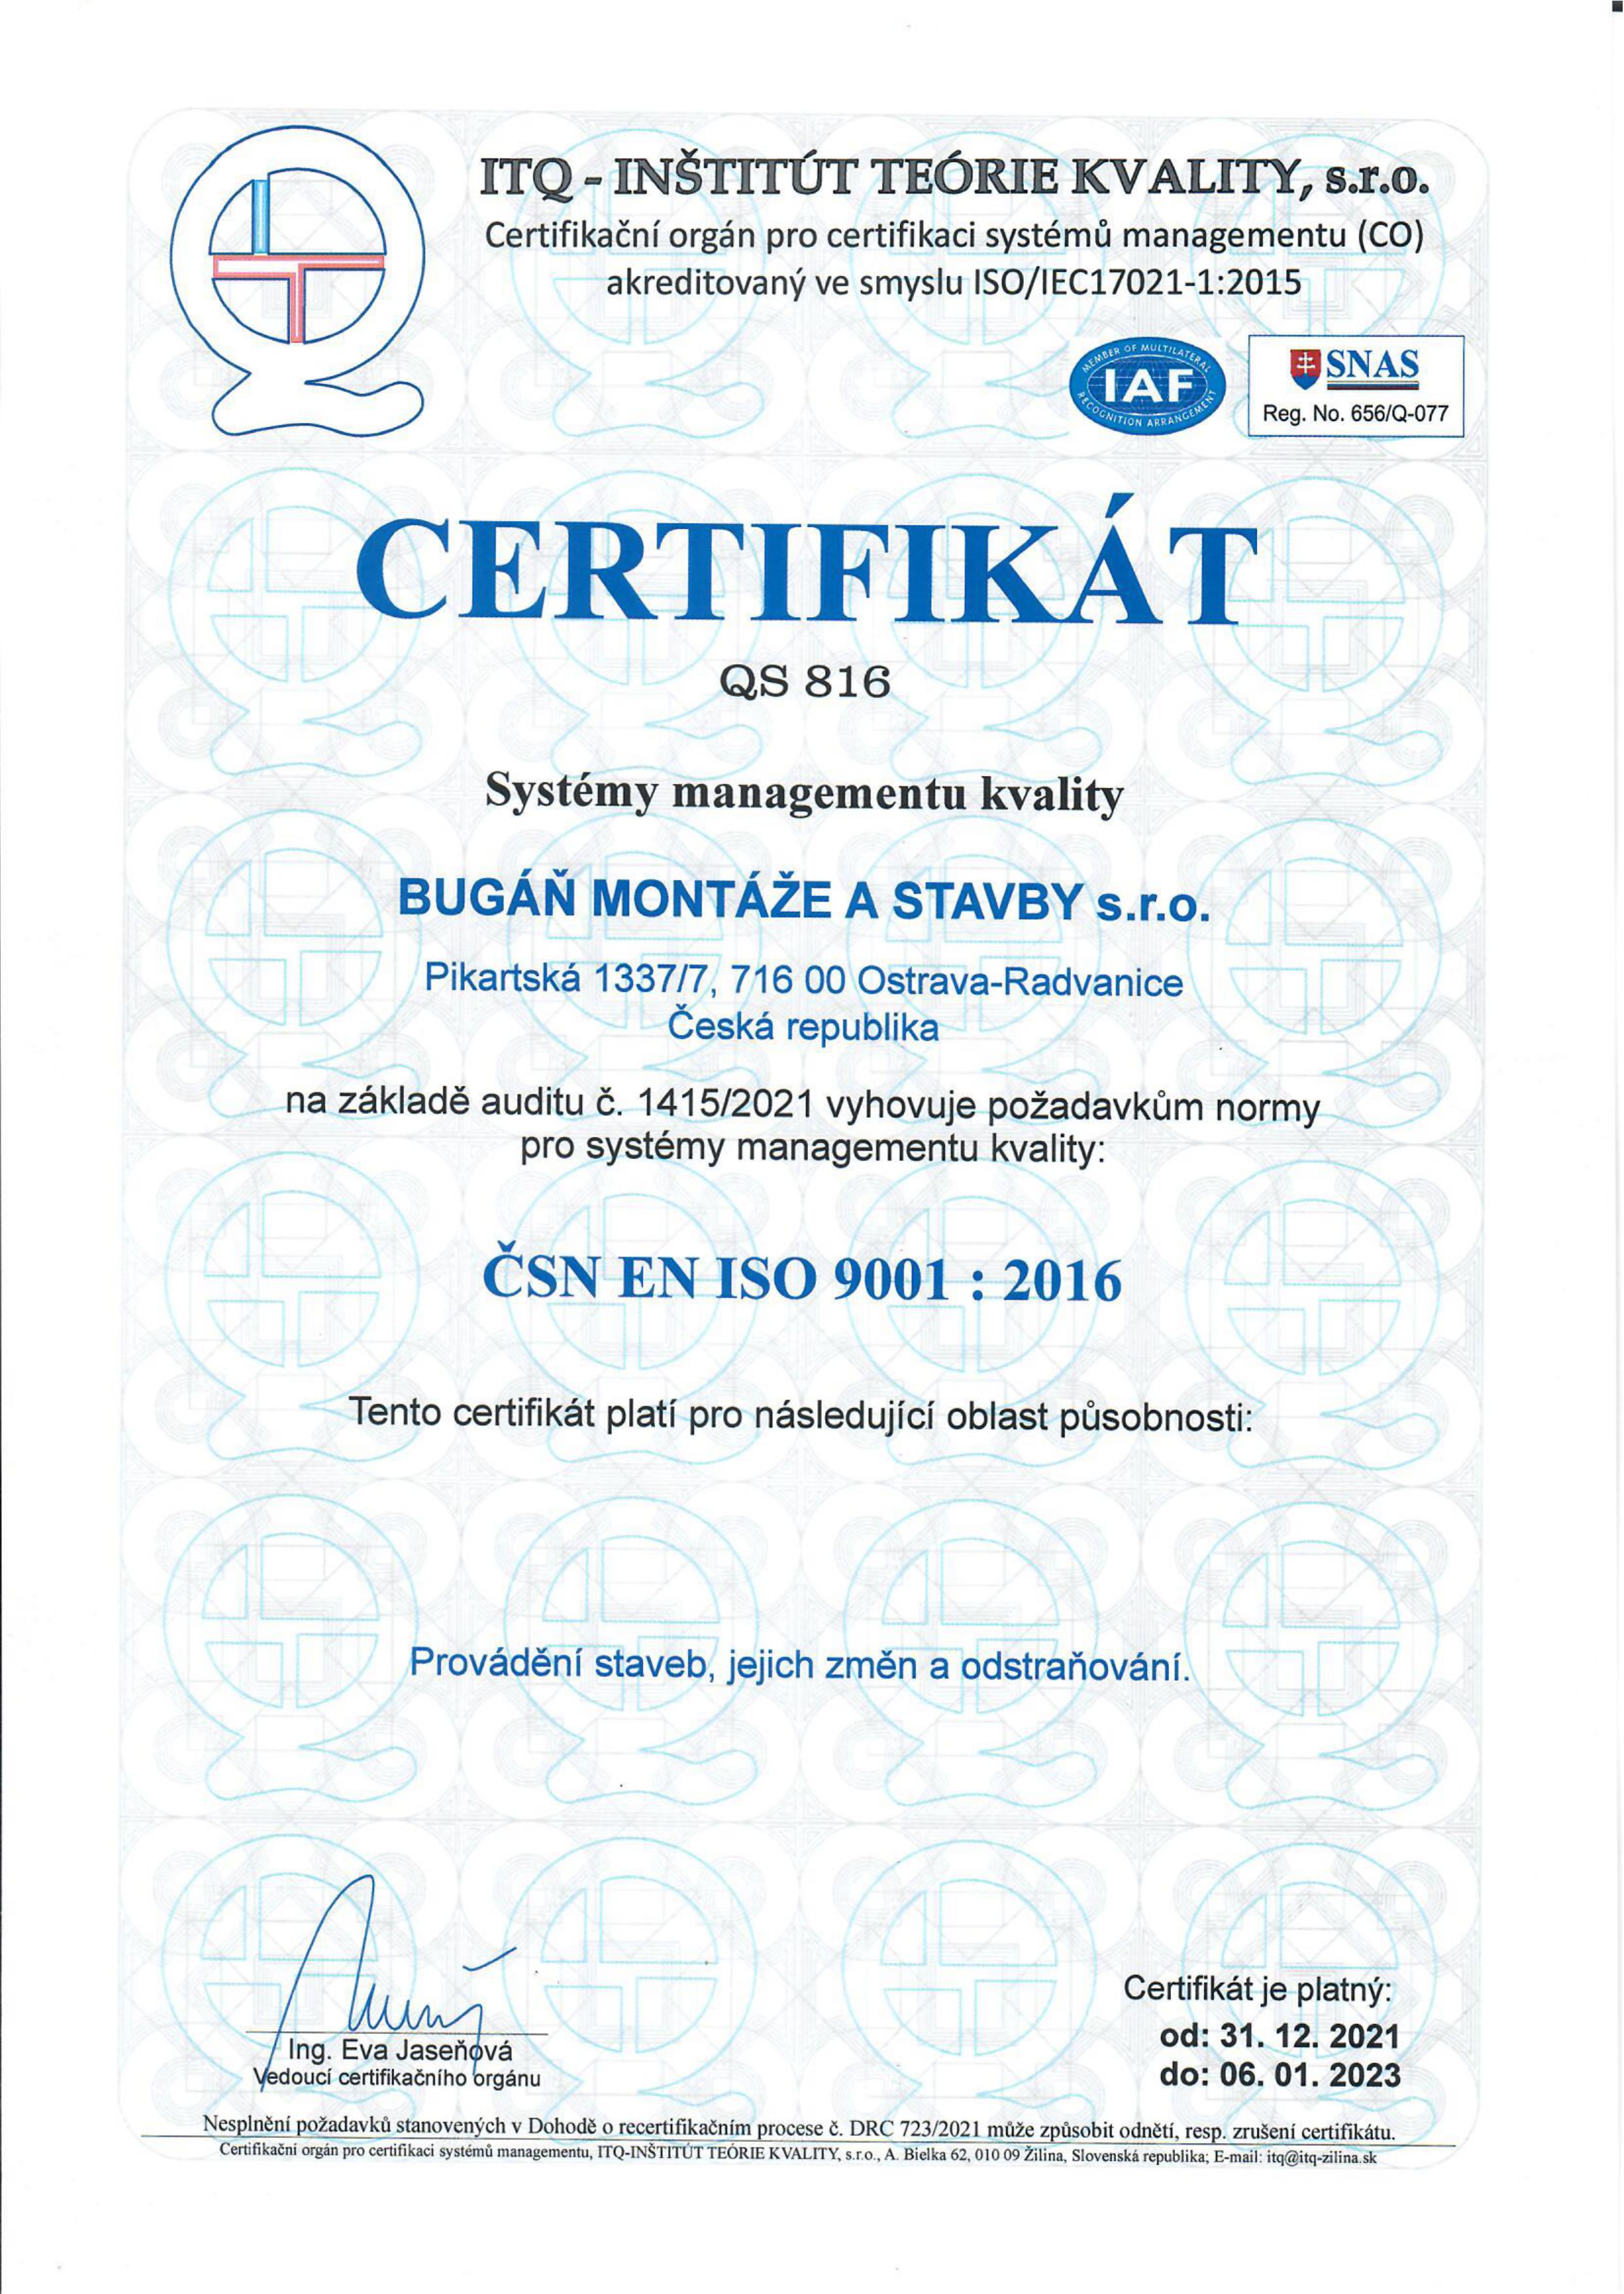 ITQ - INŠTITÚT TEÓRIE KVALITY, s.r.o.
Certifikační orgán pro certifikaci systémů managementu (CO)
akreditovaný ve smyslu ISO/IEC17021-1:2015
MEMBER OF MULTILATERAL
IAF
RECOGNITION ARRANGEMENT
SNAS
Reg. No. 656/Q-077
CERTIFIKÁT
QS 816
Systémy managementu kvality
BUGÁŇ MONTÁŽE A STAVBY s.r.o.
Pikartská 1337/7, 716 00 Ostrava-Radvanice
Česká republika
na základě auditu č. 1415/2021 vyhovuje požadavkům normy
pro systémy managementu kvality:
ČSN EN ISO 9001 : 2016
Tento certifikát platí pro následující oblast působnosti:
Provádění staveb, jejich změn a odstraňování.
Ing. Eva Jaseňová
Vedoucí certifikačního orgánu
Certifikát je platný:
od: 31. 12. 2021
do: 06. 01. 2023
Nesplnění požadavků stanovených v Dohodě o recertifikačním procese č. DRC 723/2021 může způsobit odnětí, resp. zrušení certifikátu.
Certifikační orgán pro certifikaci systémů managementu, ITQ-INŠTITÚT TEÓRIE KVALITY, s.r.o., A. Bielka 62, 010 09 Žilina, Slovenská republika; E-mail: itq@itq-zilina.sk